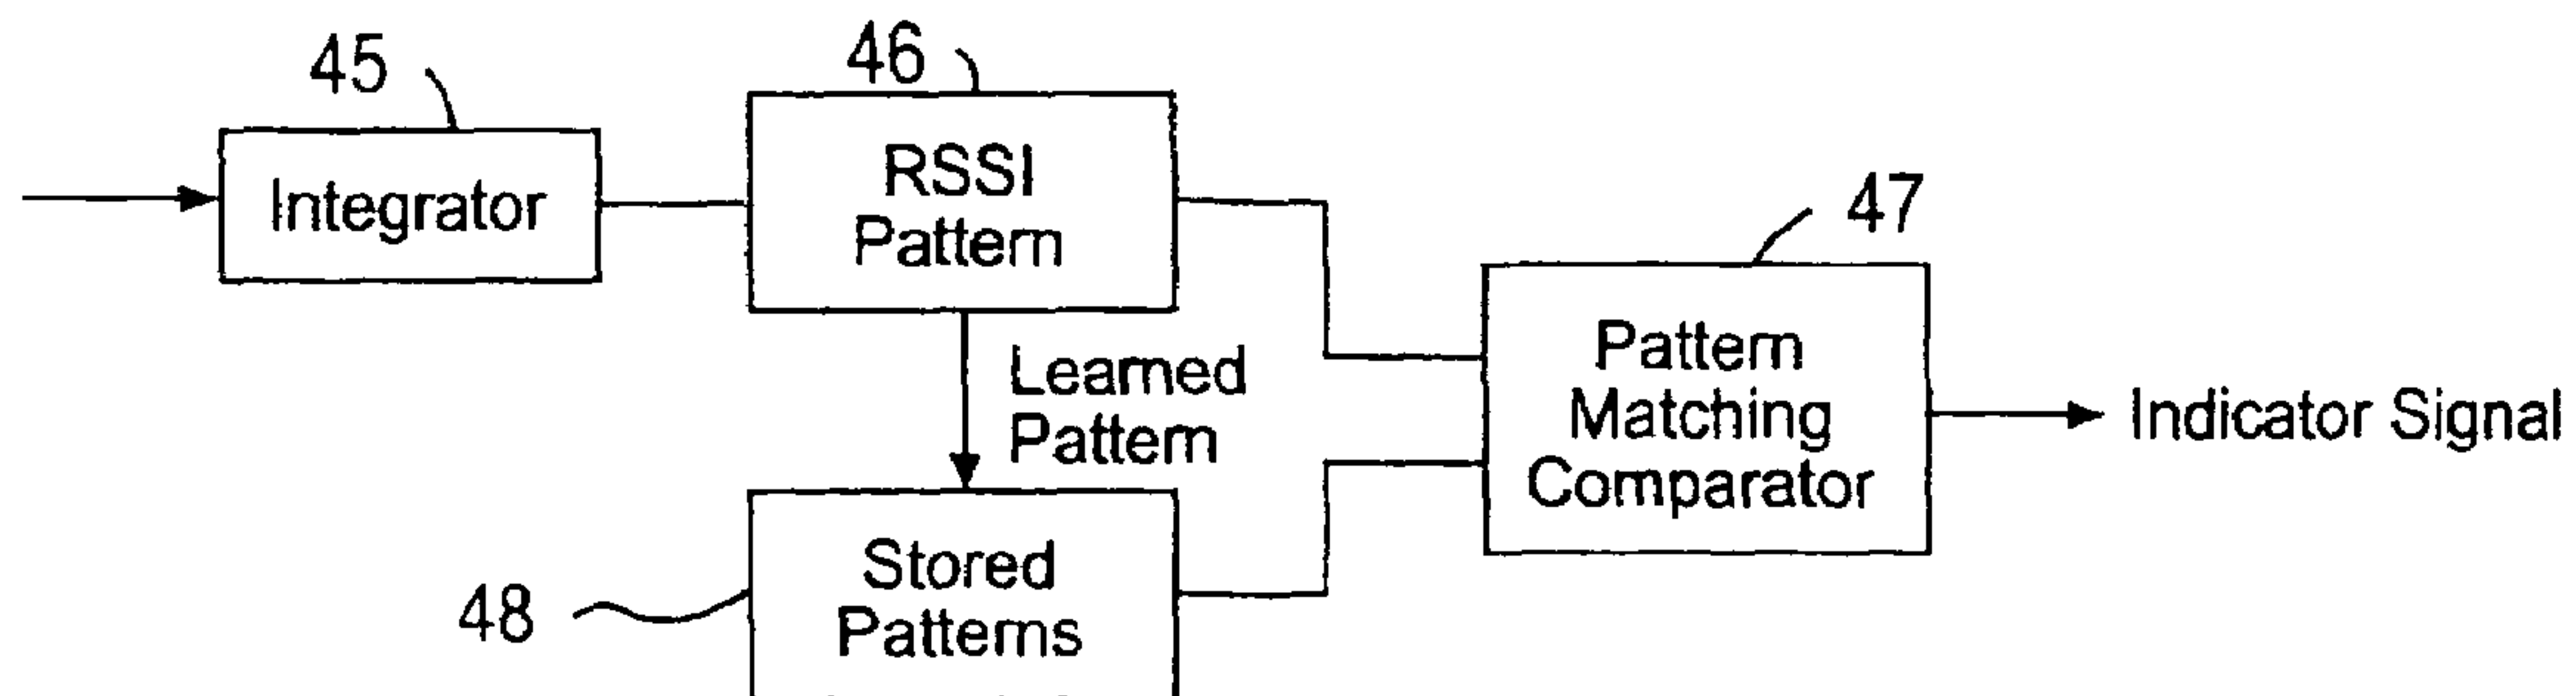 45
46
47
48
Integrator
RSSI
Pattern
Learned
Pattern
Stored
Patterns
Pattern
Matching
Comparator
Indicator Signal